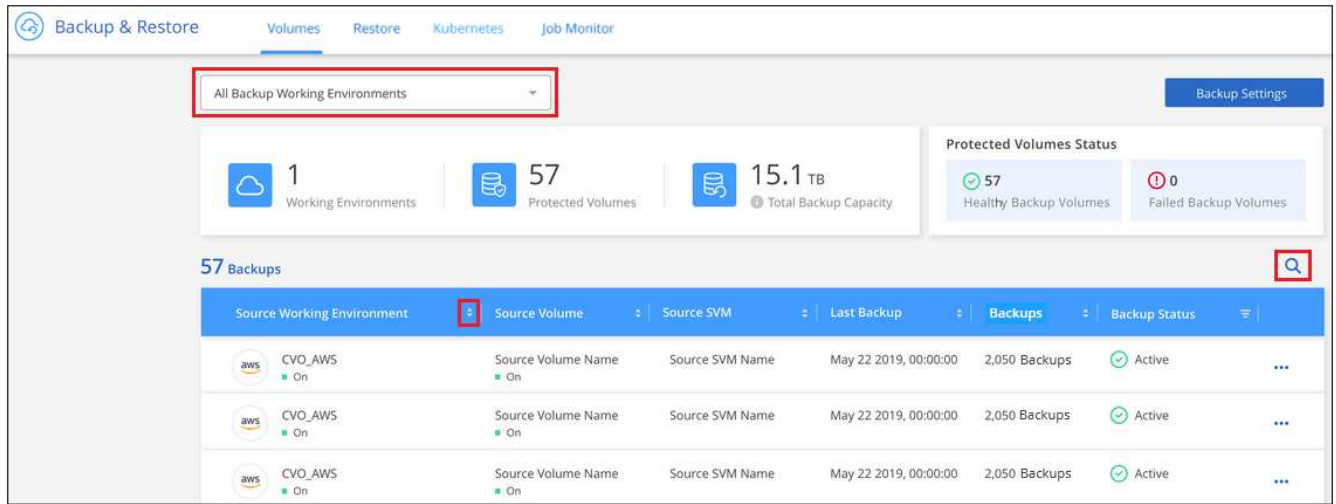 Backup & Restore Volumes Restore Kubernetes Job Monitor
All Backup Working Environments Backup Settings
Protected Volumes Status
1 57 15.1 TB 57 0
Working Environments Protected Volumes Total Backup Capacity Healthy Backup Volumes Failed Backup Volumes
57 Backups
Source Working Environment Source Volume Source SVM Last Backup Backups Backup Status
aws CVO_AWS Source Volume Name Source SVM Name May 22 2019, 00:00:00 2,050 Backups Active
On On
aws CVO_AWS Source Volume Name Source SVM Name May 22 2019, 00:00:00 2,050 Backups Active
On On
aws CVO_AWS Source Volume Name Source SVM Name May 22 2019, 00:00:00 2,050 Backups Active
On On